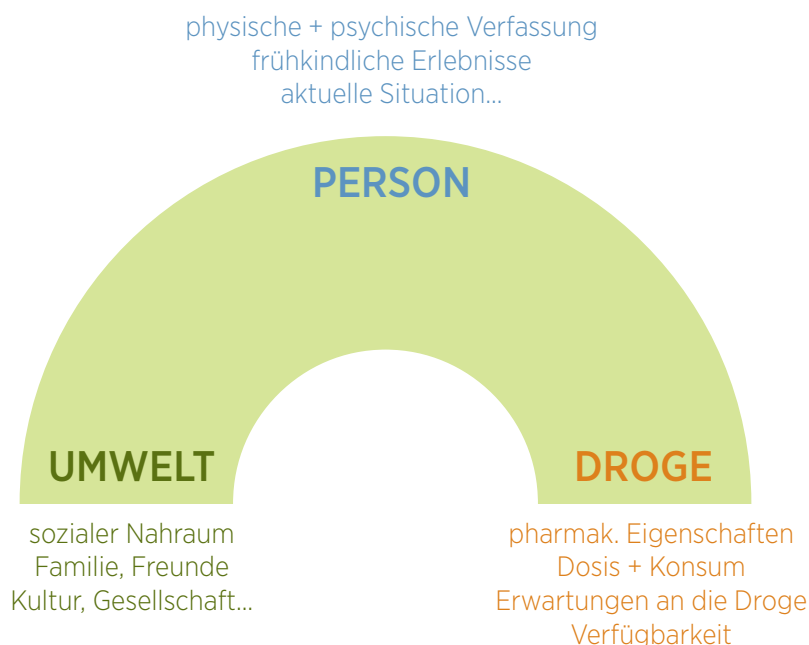 physische + psychische Verfassung
frühkindliche Erlebnisse
aktuelle Situation...
PERSON
UMWELT
sozialer Nahraum
Familie, Freunde
Kultur, Gesellschaft...
DROGE
pharmak. Eigenschaften
Dosis + Konsum
Erwartungen an die Droge
Verfügbarkeit